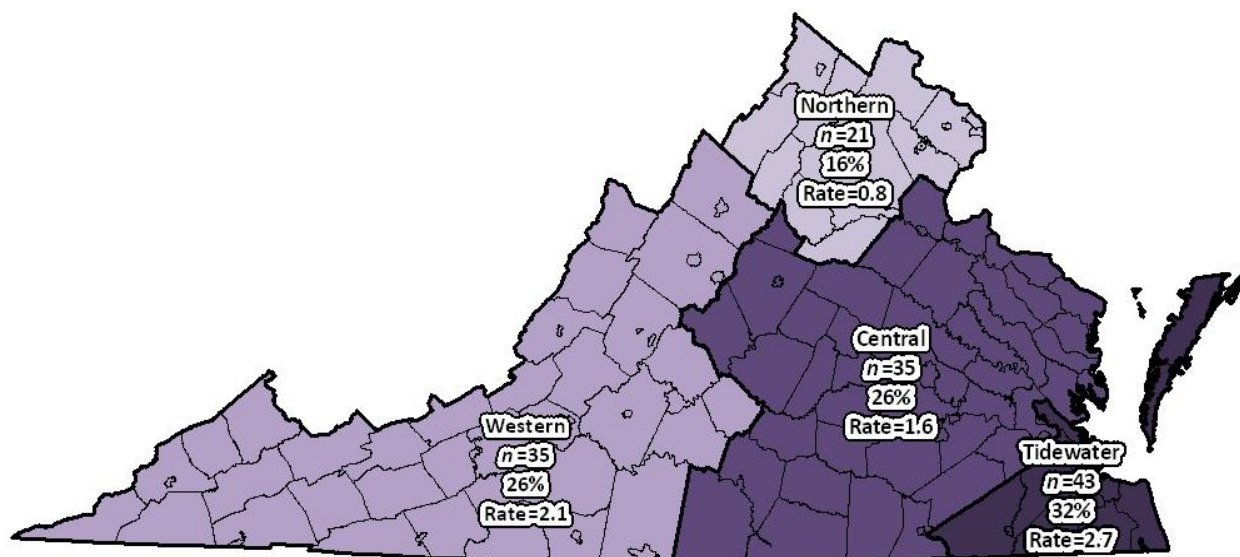 Northern
n=21
16%
Rate=0.8
Central
n=35
26%
Rate=1.6
Western
n=35
26%
Rate=2.1
Tidewater
n=43
32%
Rate=2.7